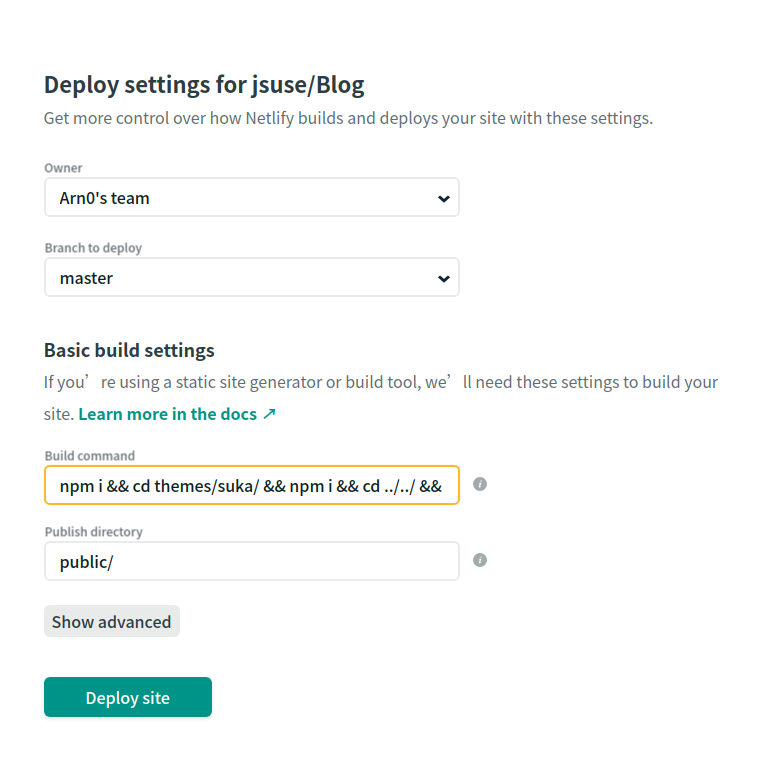 Deploy settings for jsuse/Blog
Get more control over how Netlify builds and deploys your site with these settings.
Owner
Arn0's team
Branch to deploy
master
Basic build settings
If you’re using a static site generator or build tool, we’ll need these settings to build your
site. Learn more in the docs ↗
Build command
npm i && cd themes/suka/ && npm i && cd ../../ &&
Publish directory
public/
Show advanced
Deploy site